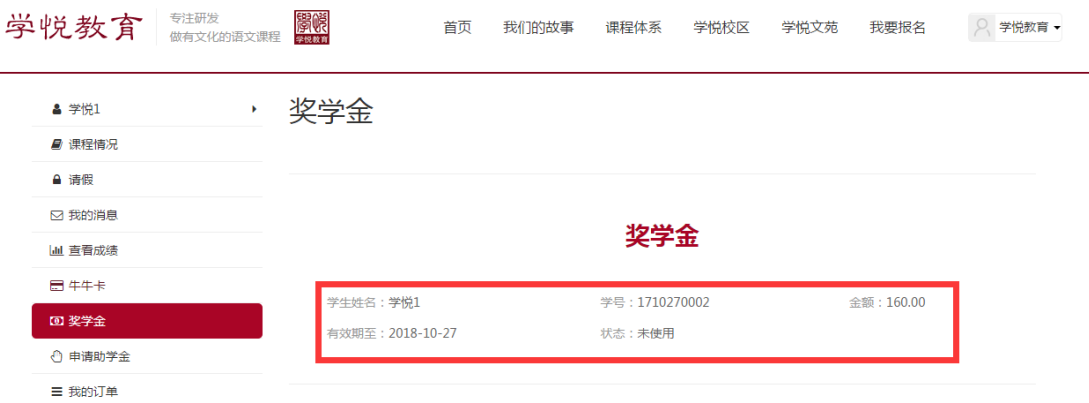 学悦教育
专注研发
做有文化的语文课程
学悦教育
首页 我们的故事 课程体系 学悦校区 学悦文苑 我要报名 学悦教育
学悦1
课程情况
请假
我的消息
查看成绩
牛牛卡
奖学金
申请助学金
我的订单
奖学金
奖学金
学生姓名：学悦1 学号：1710270002 金额：160.00
有效期至：2018-10-27 状态：未使用